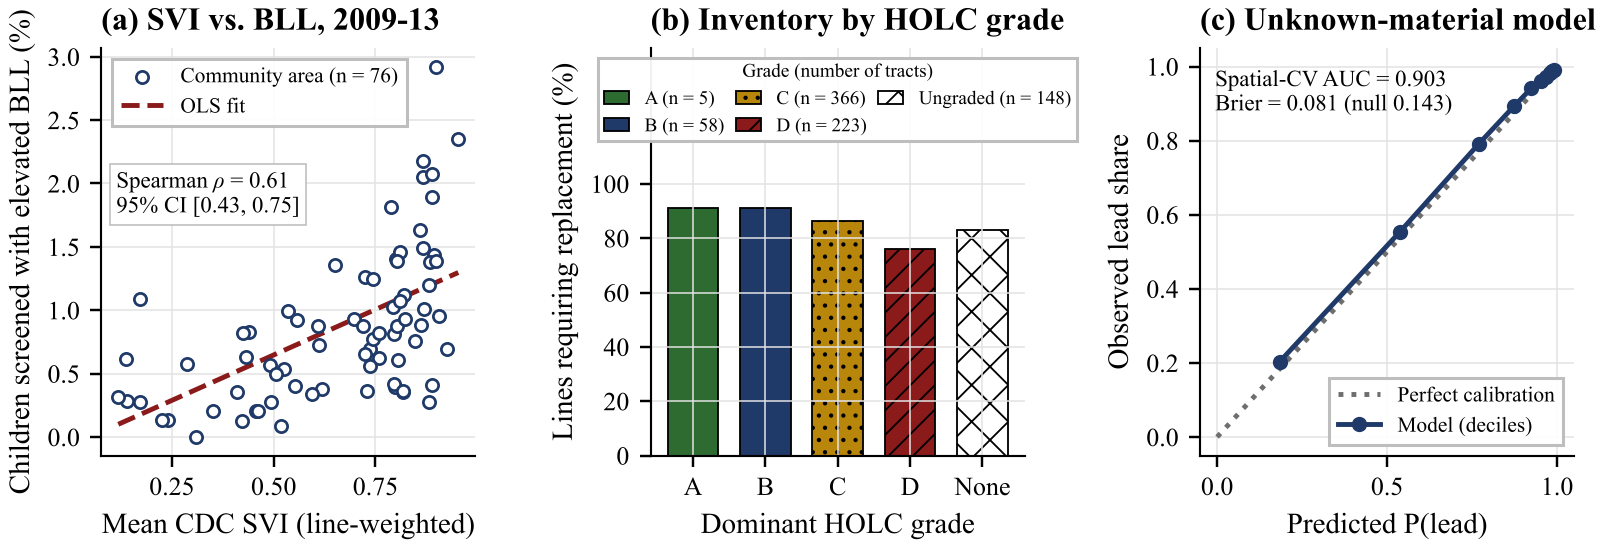 (a) SVI vs. BLL, 2009-13
Children screened with elevated BLL (%)
3.0
2.5
2.0
1.5
1.0
0.5
0.0
Community area (n = 76)
OLS fit
Spearman ρ = 0.61
95% CI [0.43, 0.75]
0.25
0.50
0.75
Mean CDC SVI (line-weighted)
(b) Inventory by HOLC grade
Lines requiring replacement (%)
Grade (number of tracts)
A (n = 5)
C (n = 366)
Ungraded (n = 148)
B (n = 58)
D (n = 223)
100
80
60
40
20
0
A
B
C
D
None
Dominant HOLC grade
(c) Unknown-material model
Observed lead share
1.0
0.8
0.6
0.4
0.2
0.0
Spatial-CV AUC = 0.903
Brier = 0.081 (null 0.143)
Perfect calibration
Model (deciles)
0.0
0.5
1.0
Predicted P(lead)